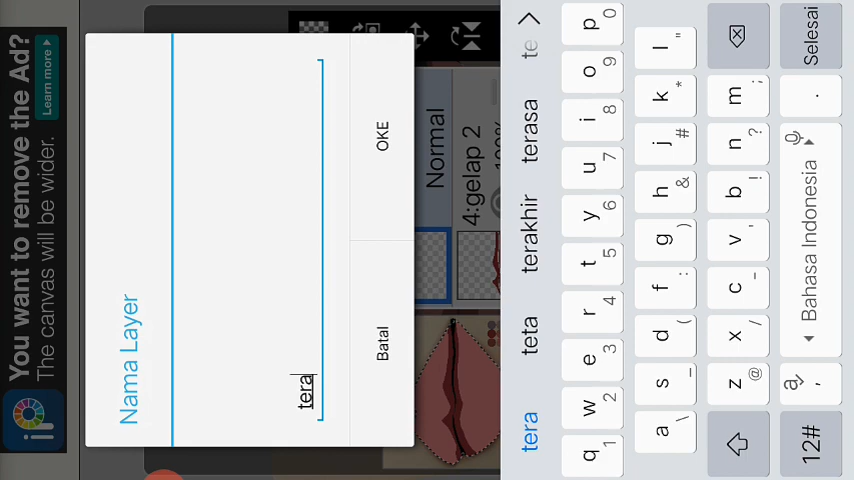 You want to remove the Ad?
The canvas will be wider.
Learn more ▸
ip
Nama Layer
tera
Batal
OKE
Normal
4:gelap 2
100%
tera teta terakhir terasa te
q w e r t y u i o p
1 2 3 4 5 6 7 8 9 0
a s d f g h j k l
\ _ ( : ) & # * "
z x c v b n m
@ / - ' ! ? ;
12# , Bahasa Indonesia . Selesai